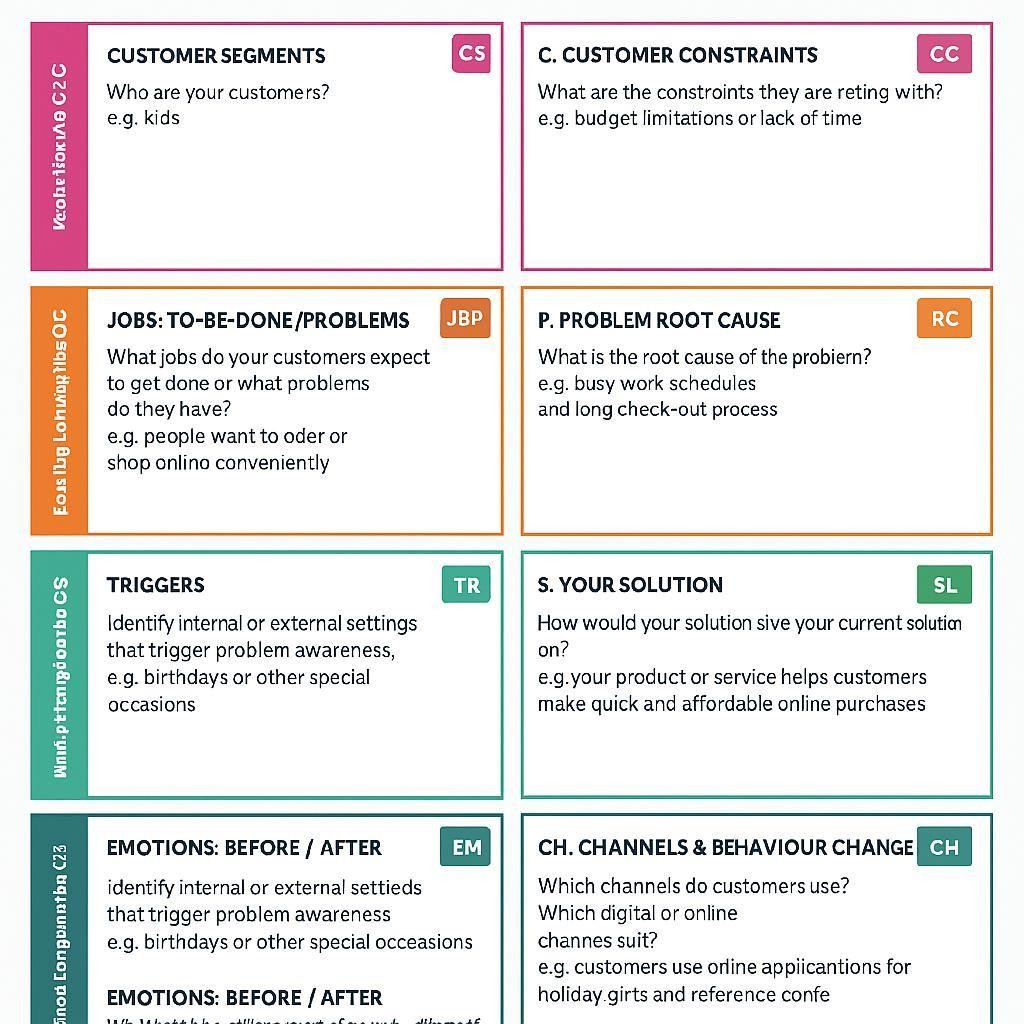 CUSTOMER SEGMENTS
CS
Who are your customers?
e.g. kids
C. CUSTOMER CONSTRAINTS
CC
What are the constroints they are reting with?
e.g. budget limitations or lack of time
JOBS: TO-BE-DONE/PROBLEMS
JBP
What jobs do your customers expect
to get done or what problems
do they have?
e.g. people want to oder or
shop onlino conveniently
P. PROBLEM ROOT CAUSE
RC
What is the root cause of the probiern?
e.g. busy work schedules
and long check-out process
TRIGGERS
TR
Identify internal or external settings
that trigger problem awareness,
e.g. birthdays or other special
occasions
S. YOUR SOLUTION
SL
How would your solution sive your current solution
on?
e.g.your product or service helps customers
make quick and affordable online purchases
EMOTIONS: BEFORE / AFTER
EM
identify internal or external settieds
that trigger problem awareness
e.g. birthdays or other special occeasions
EMOTIONS: BEFORE / AFTER
CH. CHANNELS & BEHAVIOUR CHANGE
CH
Which channels do customers use?
Which digital or online
channes suit?
e.g. customers use online appiicantions for
holiday.girts and reference confe